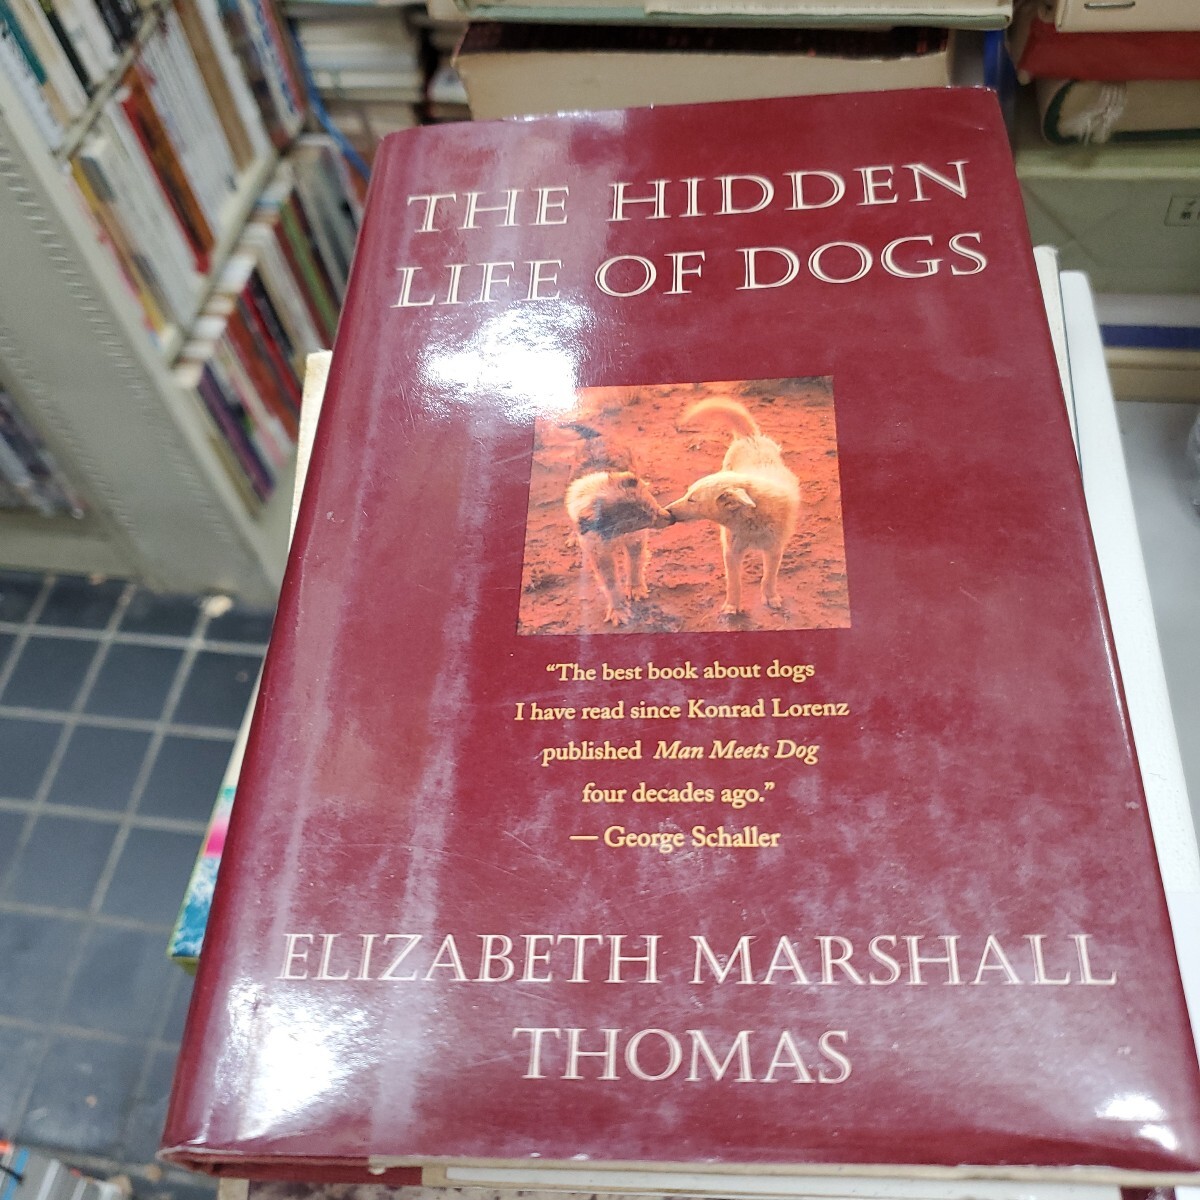 THE HIDDEN
LIFE OF DOGS
“The best book about dogs
I have read since Konrad Lorenz
published Man Meets Dog
four decades ago.”
— George Schaller
ELIZABETH MARSHALL
THOMAS